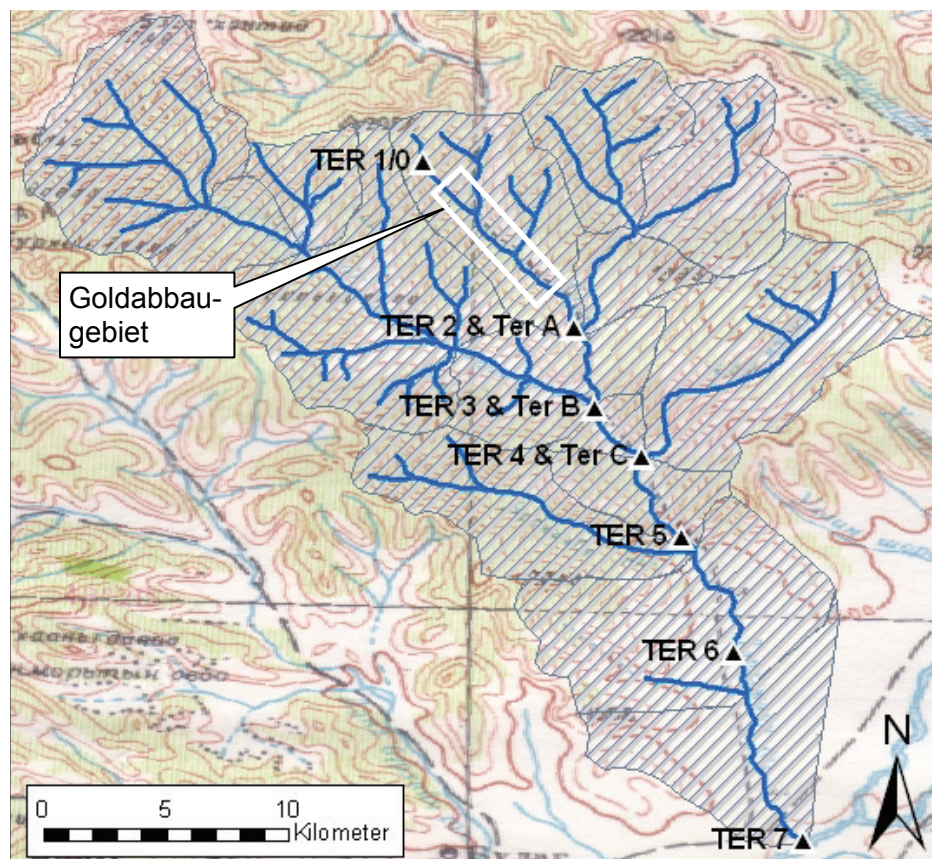 2214
TER 1/0
Goldabbau-
gebiet
TER 2 & Ter A
TER 3 & Ter B
TER 4 & Ter C
TER 5
TER 6
TER 7
N
0 5 10
Kilometer